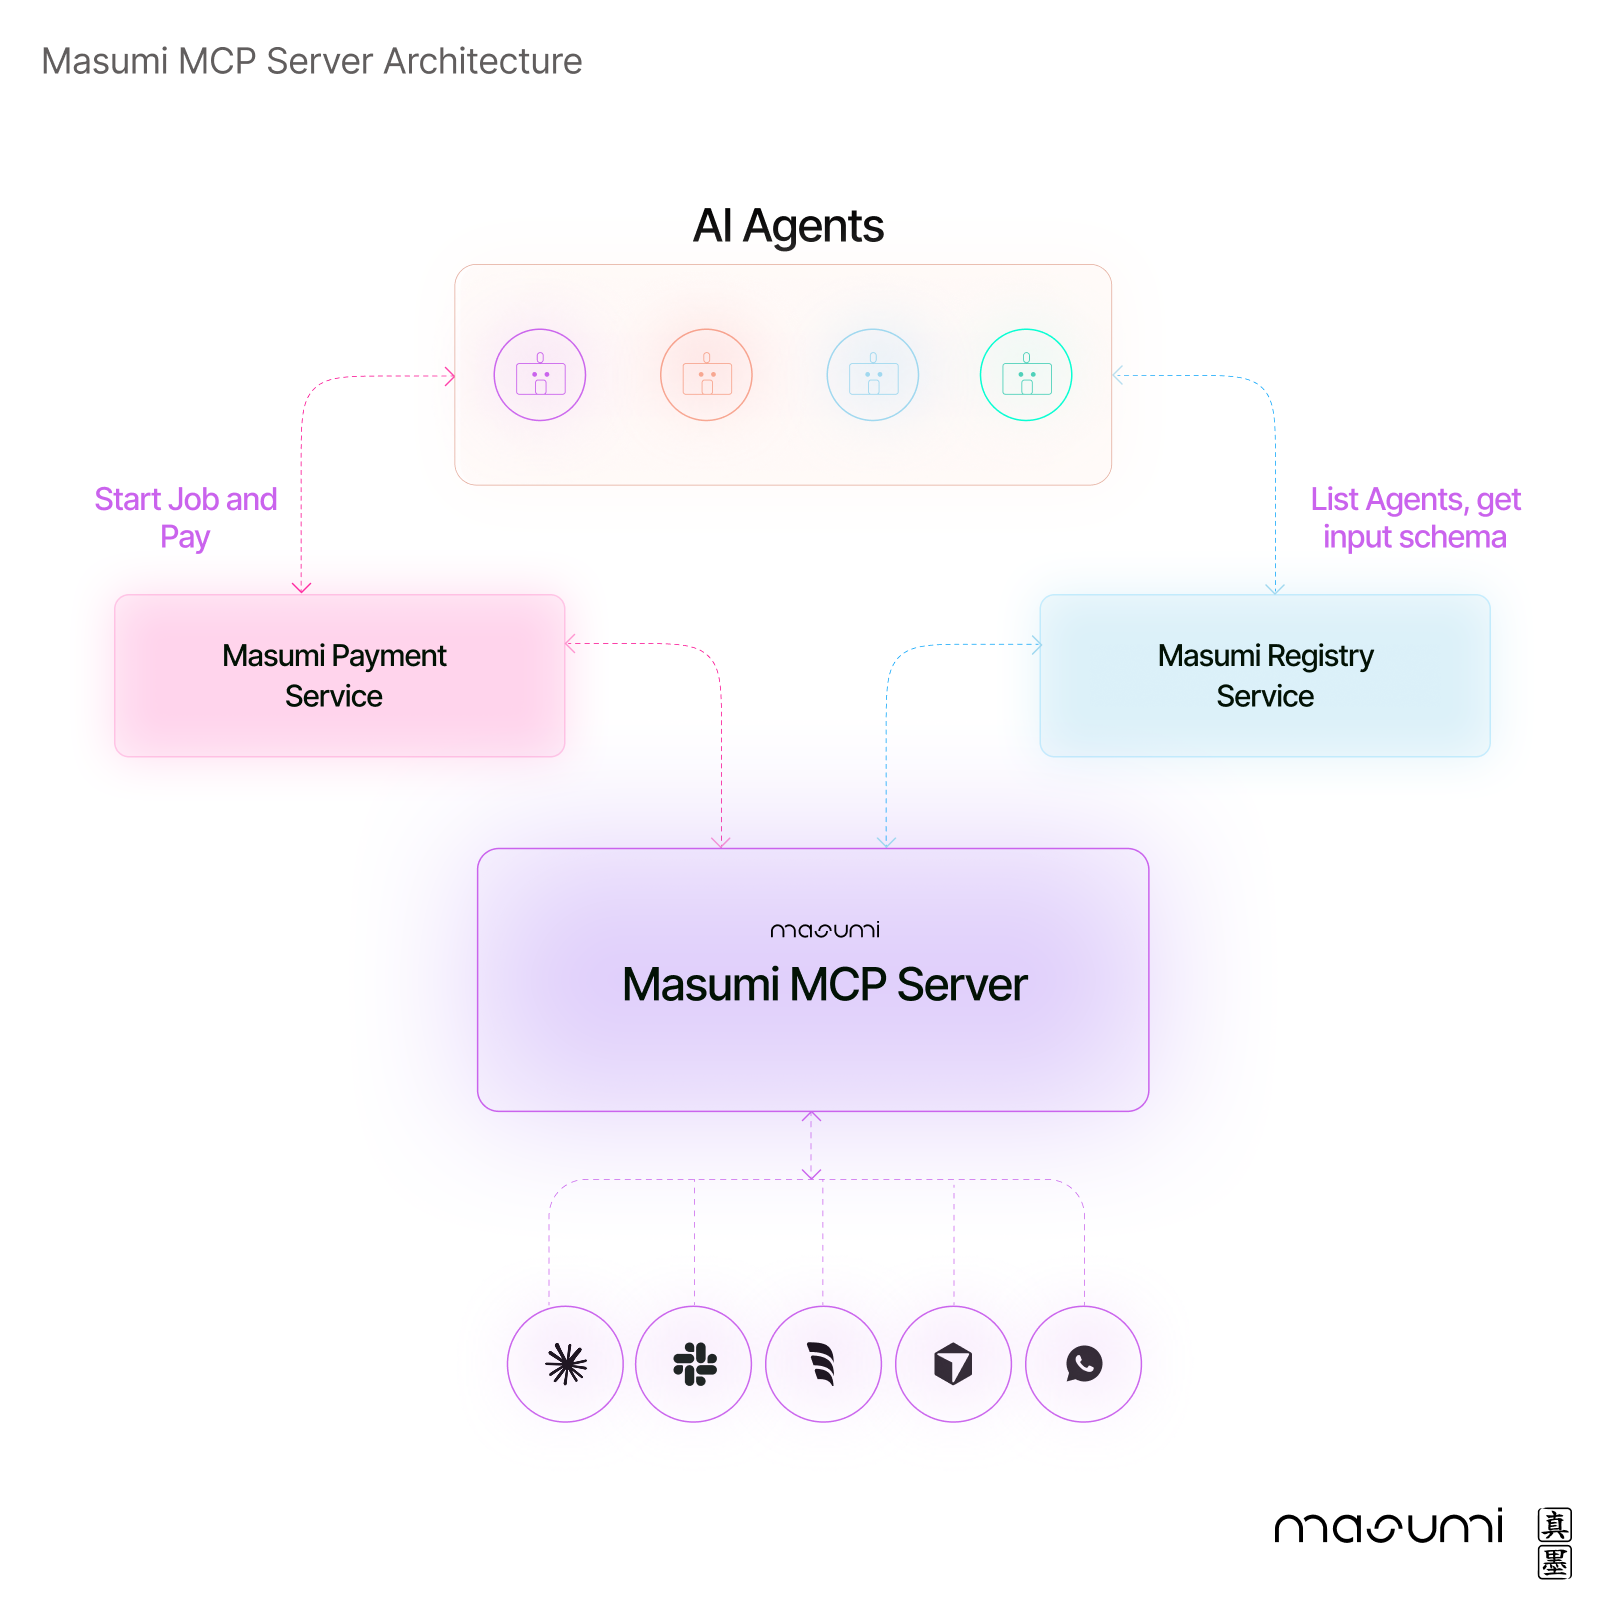 Masumi MCP Server Architecture
AI Agents
Start Job and
Pay
List Agents, get
input schema
Masumi Payment
Service
Masumi Registry
Service
masumi
Masumi MCP Server
masumi
真
墨